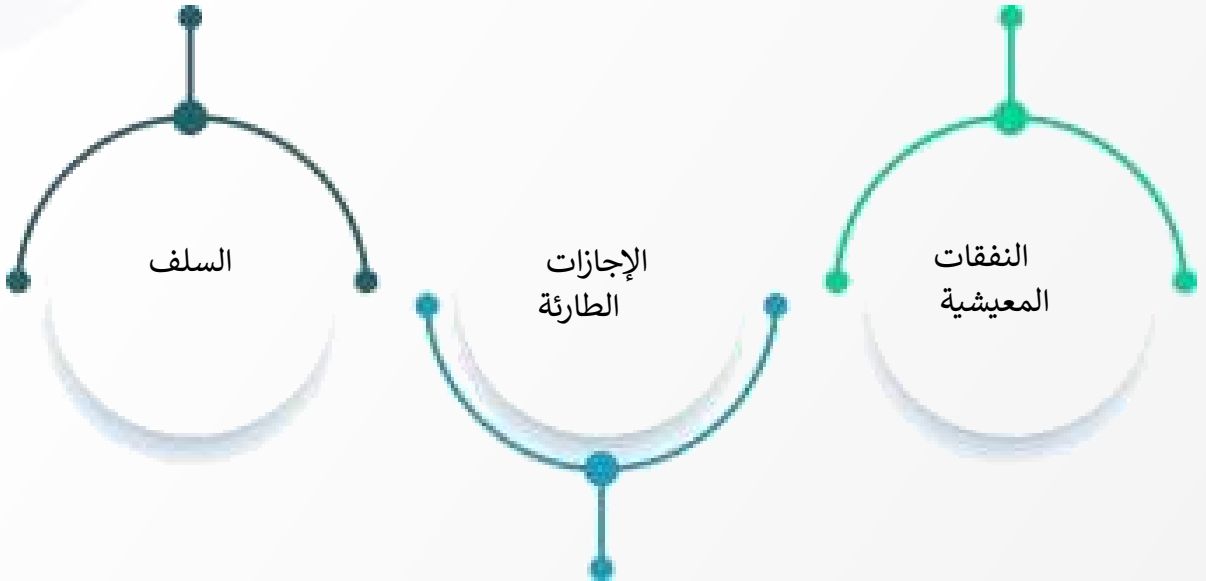 النفقات
المعيشية
الإجازات
الطارئة
السلف